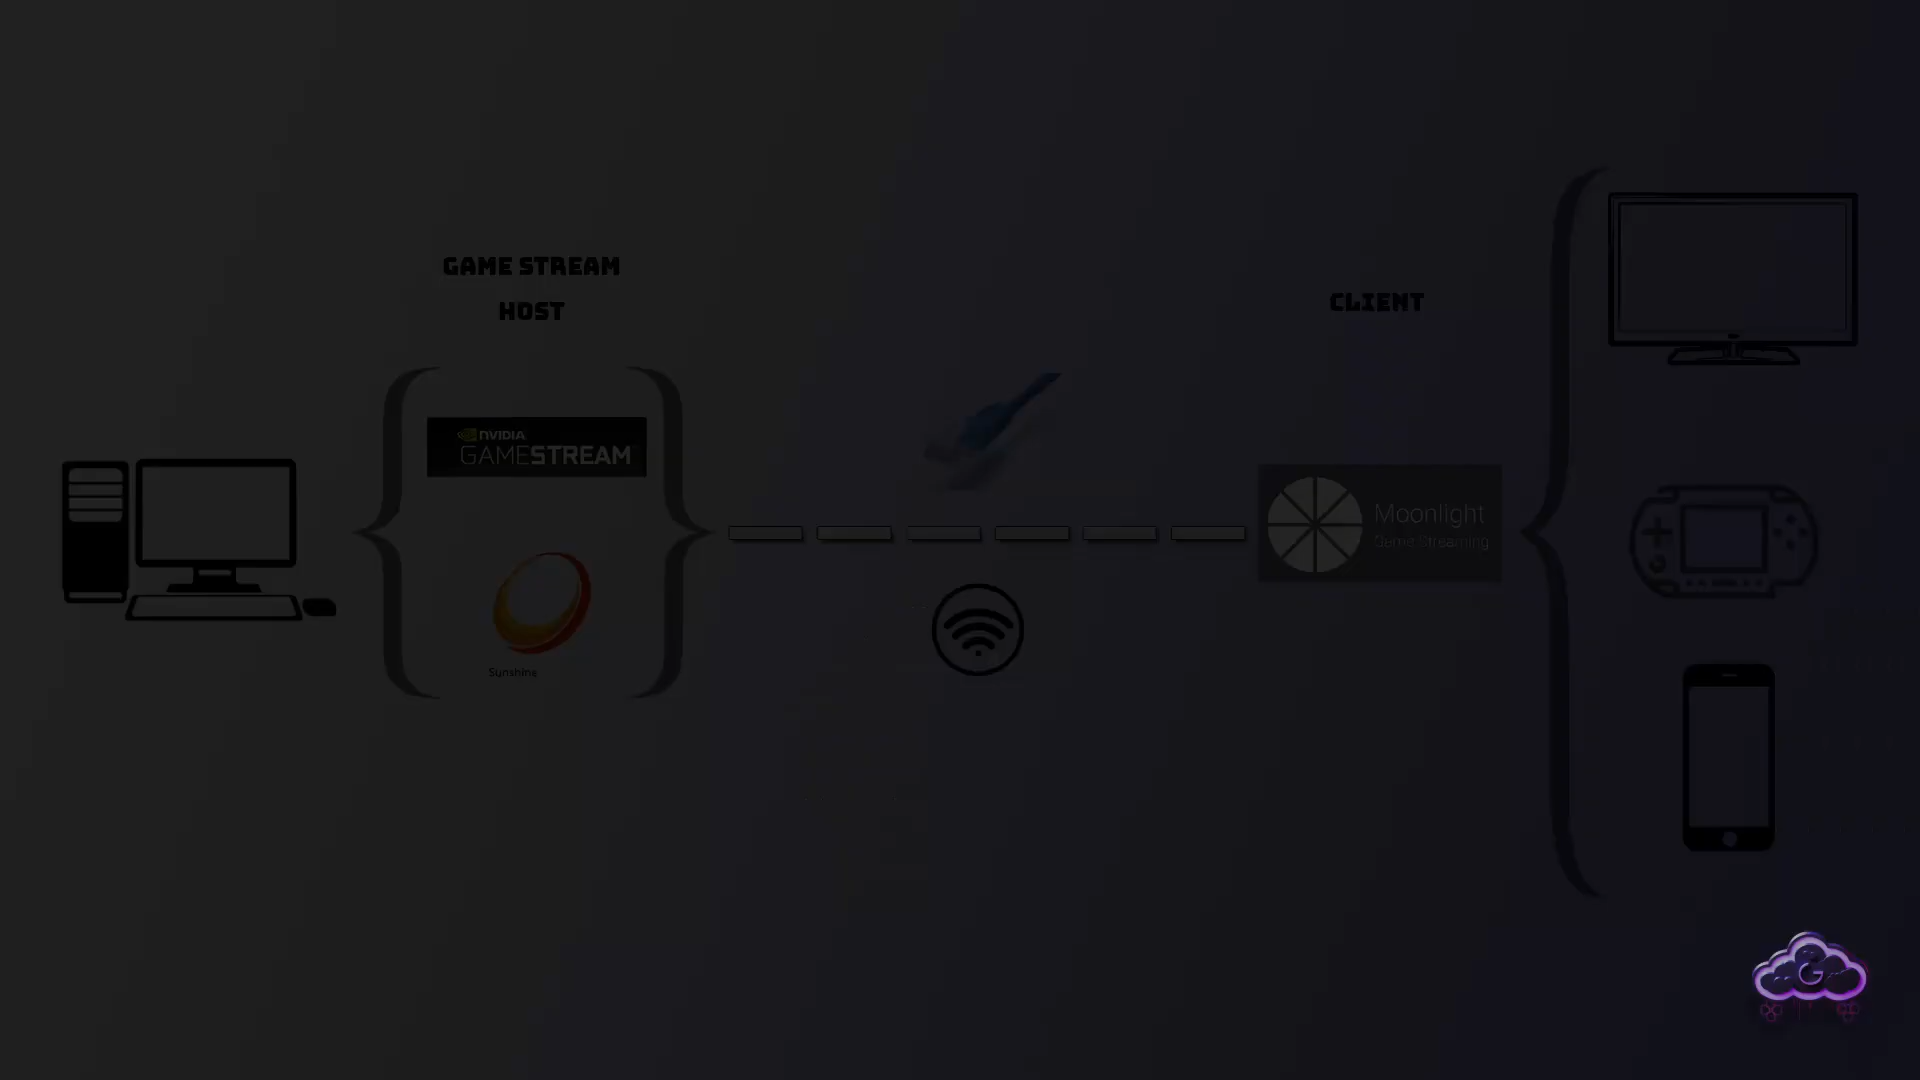 GAME STREAM
HOST
CLIENT
NVIDIA
GAMESTREAM
Moonlight
Game Streaming
Sunshine
G